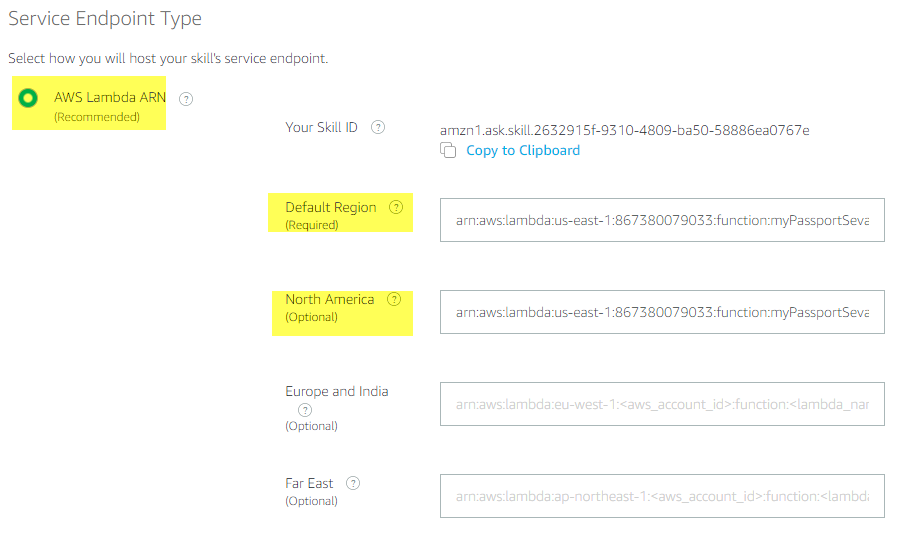 Service Endpoint Type
Select how you will host your skill's service endpoint.
AWS Lambda ARN ?
(Recommended)
Your Skill ID ?
amzn1.ask.skill.2632915f-9310-4809-ba50-58886ea0767e
Copy to Clipboard
Default Region ?
(Required)
arn:aws:lambda:us-east-1:867380079033:function:myPassportSeva
North America ?
(Optional)
arn:aws:lambda:us-east-1:867380079033:function:myPassportSeva
Europe and India
?
(Optional)
arn:aws:lambda:eu-west-1:<aws_account_id>:function:<lambda_nar
Far East ?
(Optional)
arn:aws:lambda:ap-northeast-1:<aws_account_id>:function:<lambda